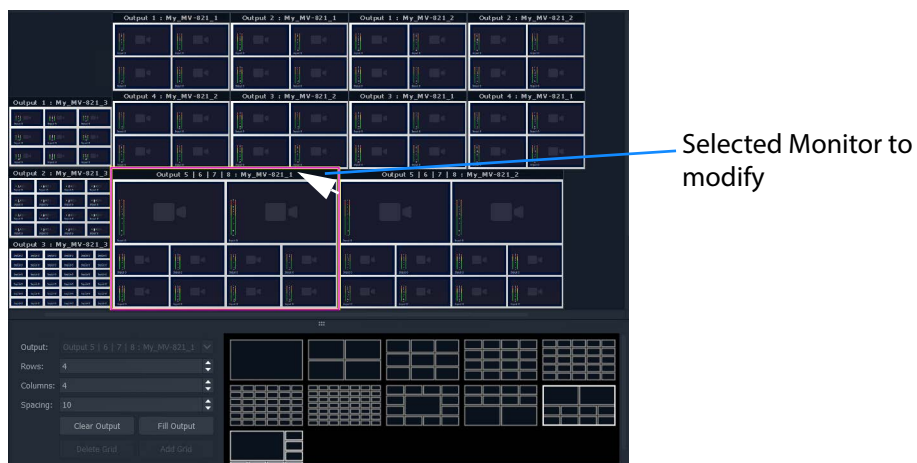 Output 1 : My_MV-821_1
Output 2 : My_MV-821_1
Output 1 : My_MV-821_2
Output 2 : My_MV-821_2
Output 4 : My_MV-821_2
Output 3 : My_MV-821_2
Output 3 : My_MV-821_1
Output 4 : My_MV-821_1
Output 1 : My_MV-821_3
Output 2 : My_MV-821_3
Output 5 | 6 | 7 | 8 : My_MV-821_1
Output 5 | 6 | 7 | 8 : My_MV-821_2
Output 3 : My_MV-821_3
Selected Monitor to
modify
Output: Output 5 | 6 | 7 | 8 : My_MV-821_1
Rows: 4
Columns: 4
Spacing: 10
Clear Output Fill Output
Delete Grid Add Grid